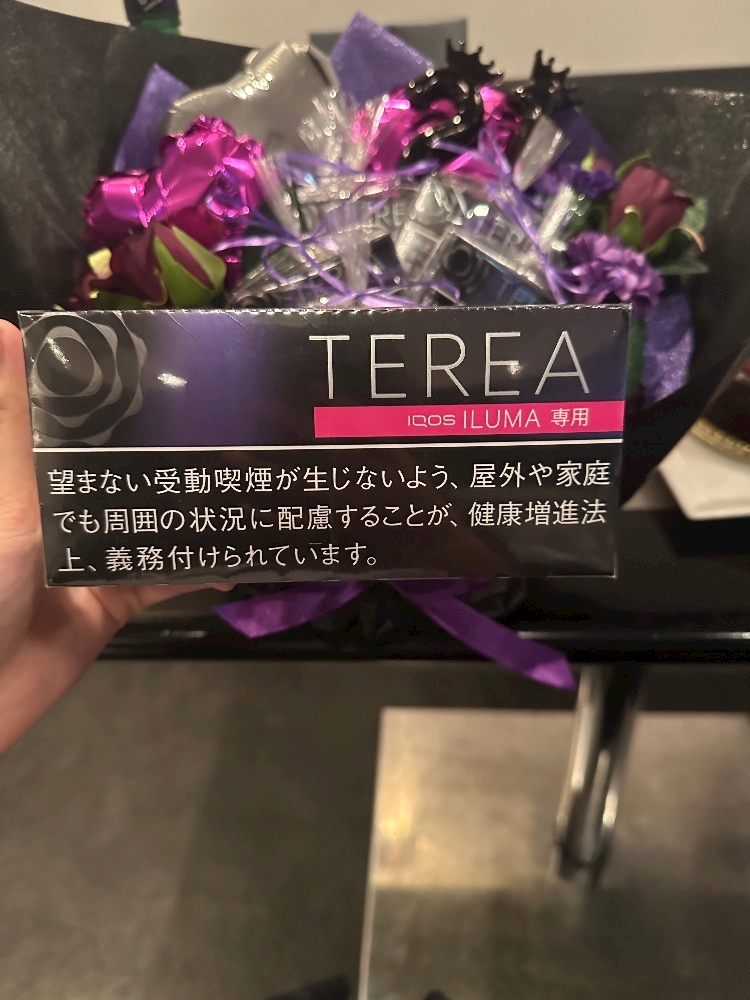 TEREA
IQOS ILUMA 専用
望まない受動喫煙が生じないよう、屋外や家庭
でも周囲の状況に配慮することが、健康増進法
上、義務付けられています。